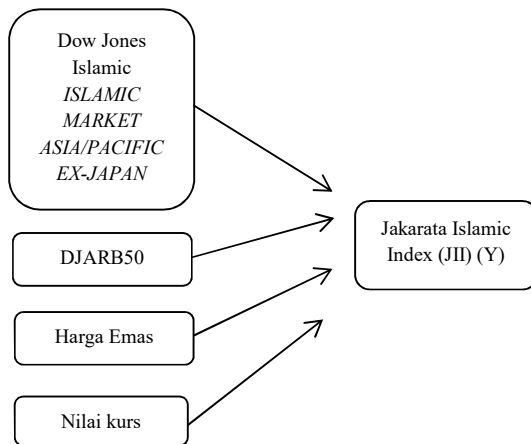 Dow Jones
Islamic
ISLAMIC
MARKET
ASIA/PACIFIC
EX-JAPAN
DJARB50
Harga Emas
Nilai kurs
Jakarata Islamic
Index (JII) (Y)